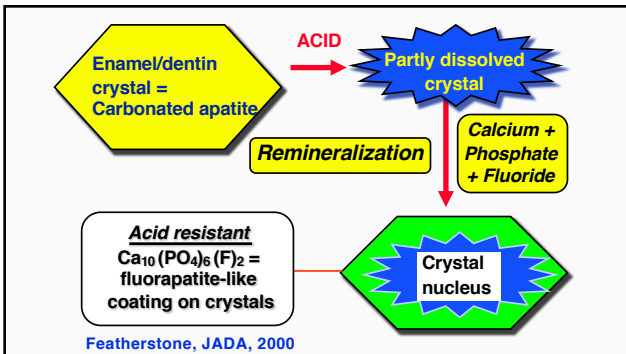 ACID
Enamel/dentin
crystal =
Carbonated apatite
Partly dissolved
crystal
Remineralization
Calcium +
Phosphate
+ Fluoride
Acid resistant
Ca₁₀(PO₄)₆(F)₂ =
fluorapatite-like
coating on crystals
Crystal
nucleus
Featherstone, JADA, 2000